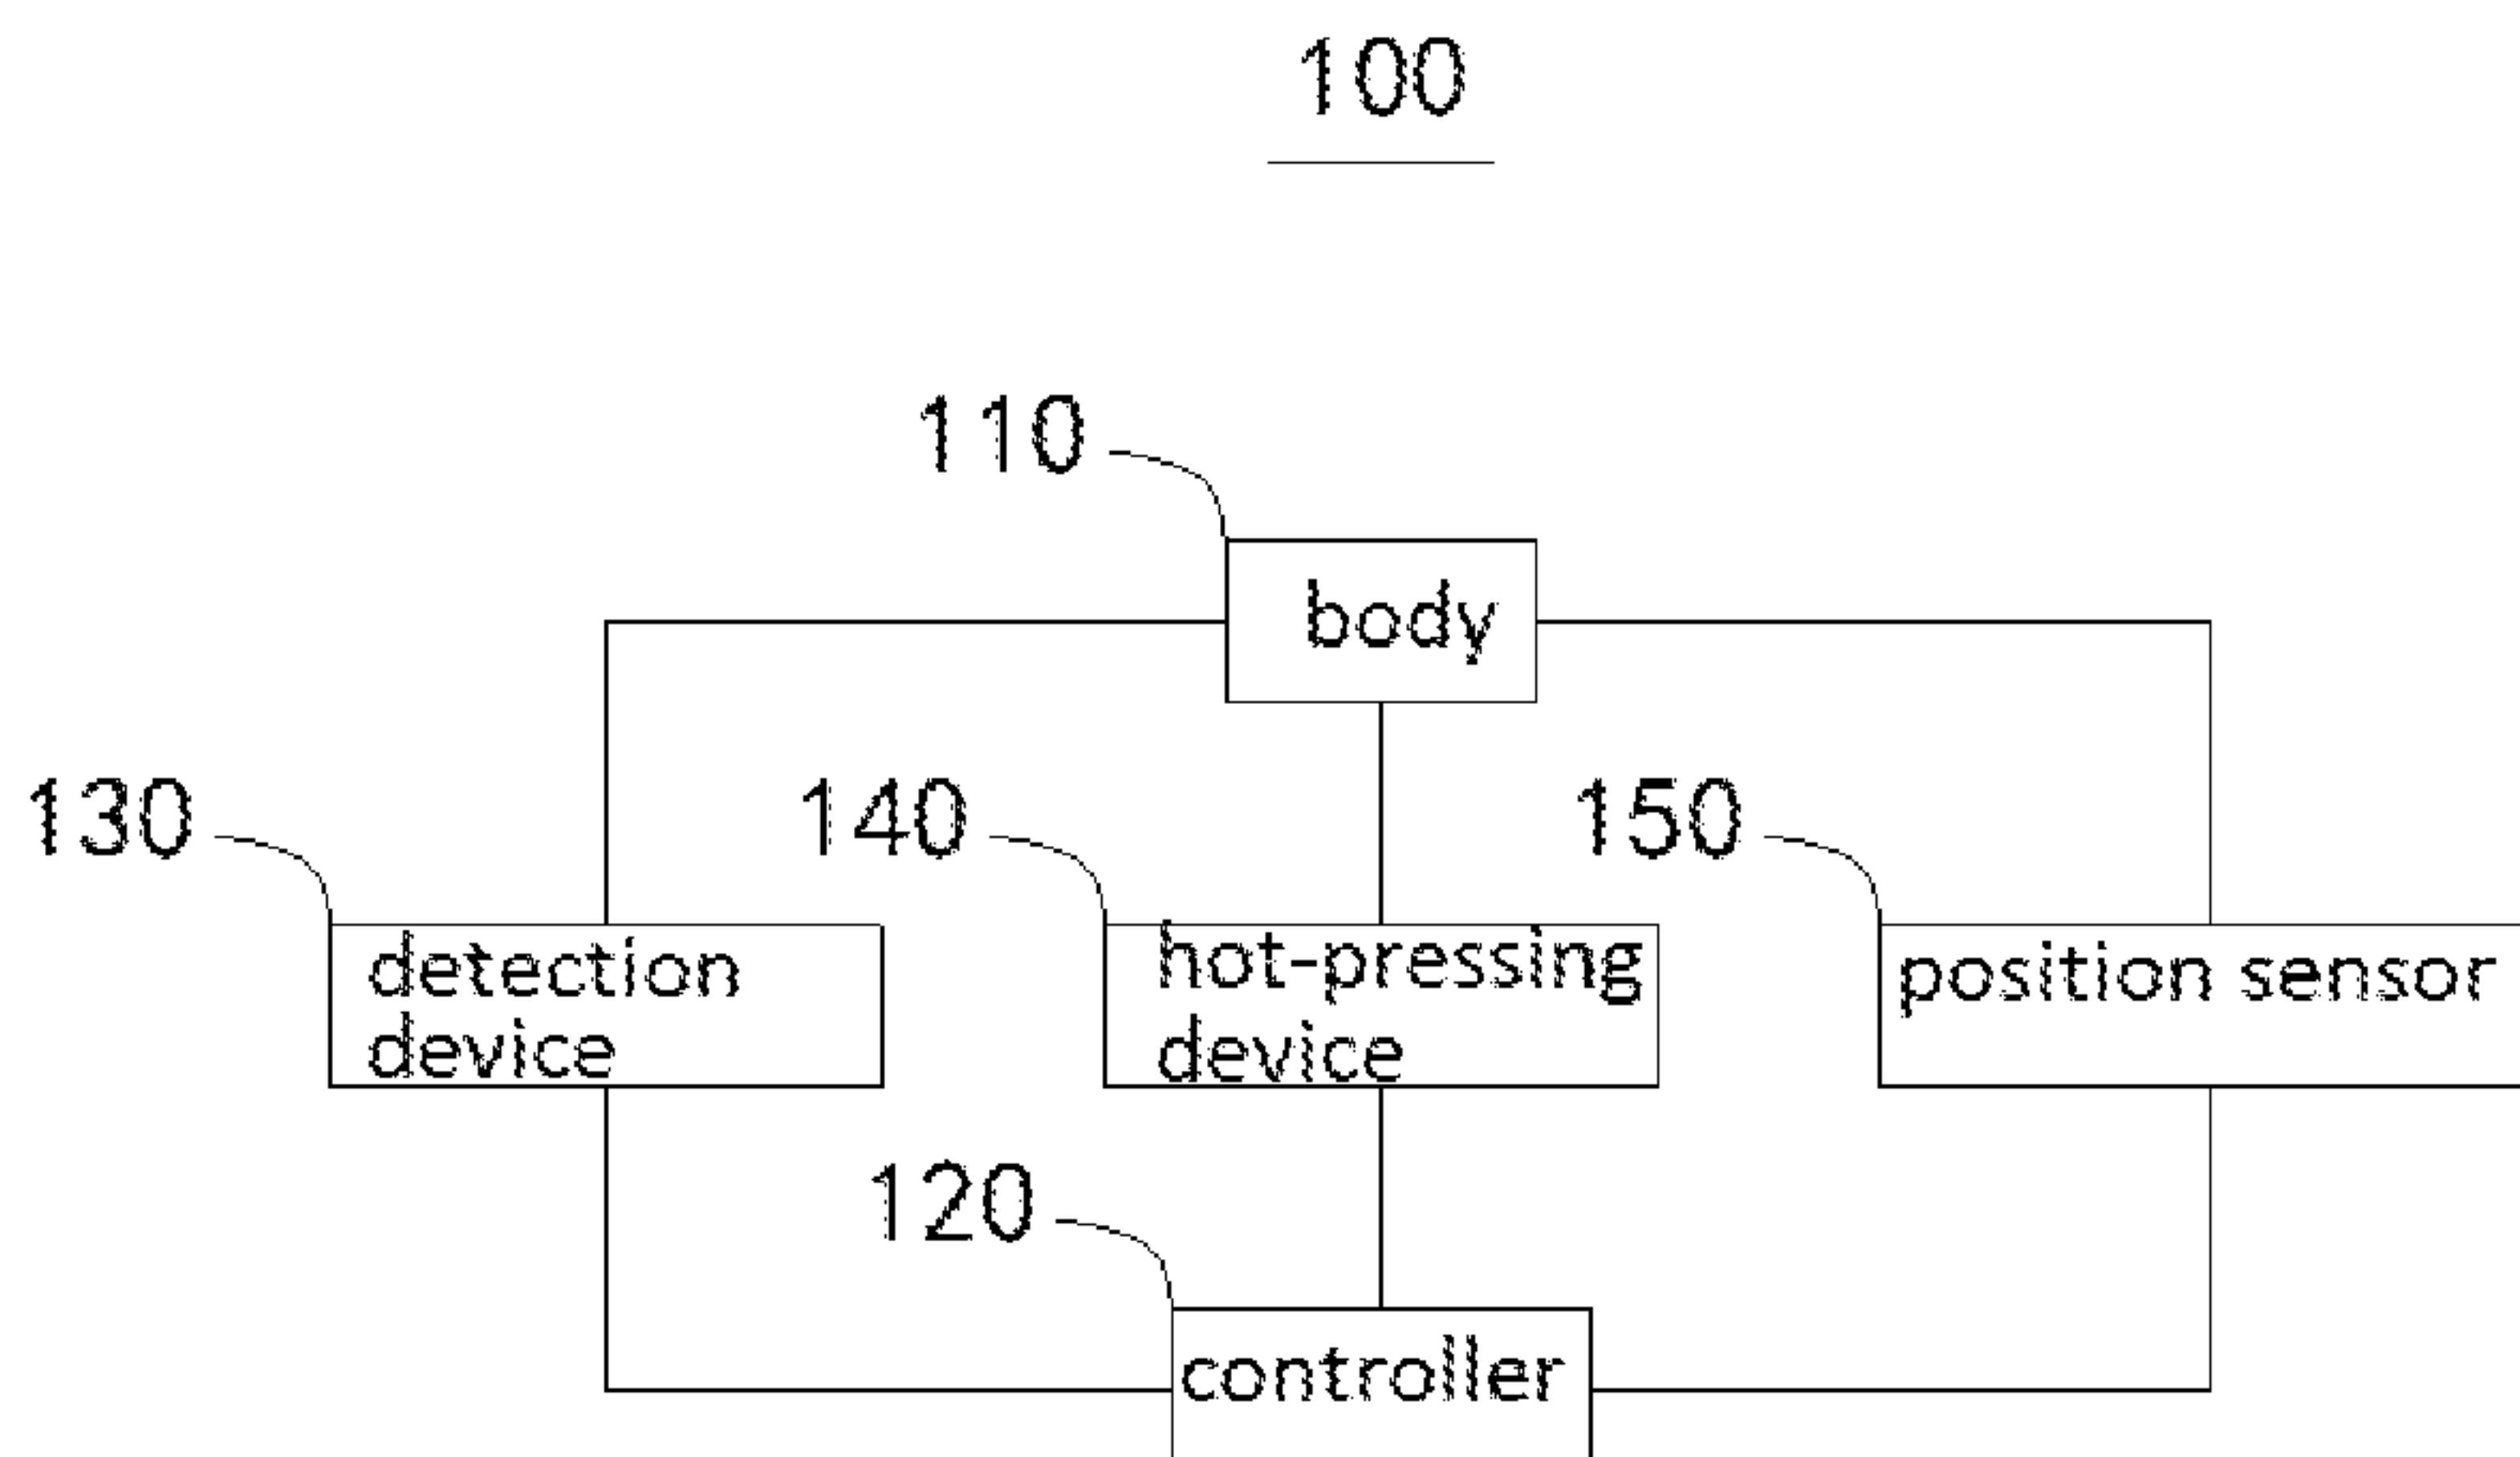 100
110
body
130
140
150
detection
device
hot-pressing
device
position sensor
120
controller